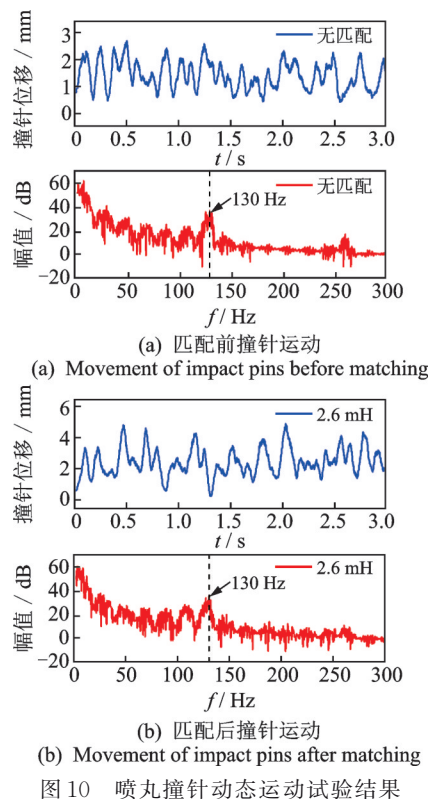 撞针位移 / mm
3
2
1
0
无匹配
0 0.5 1.0 1.5 2.0 2.5 3.0
t / s
幅值 / dB
60
40
20
0
−20
无匹配
130 Hz
0 50 100 150 200 250 300
f / Hz
(a) 匹配前撞针运动
(a) Movement of impact pins before matching
撞针位移 / mm
6
4
2
0
2.6 mH
0 0.5 1.0 1.5 2.0 2.5 3.0
t / s
幅值 / dB
60
40
20
0
−20
2.6 mH
130 Hz
0 50 100 150 200 250 300
f / Hz
(b) 匹配后撞针运动
(b) Movement of impact pins after matching
图10 喷丸撞针动态运动试验结果